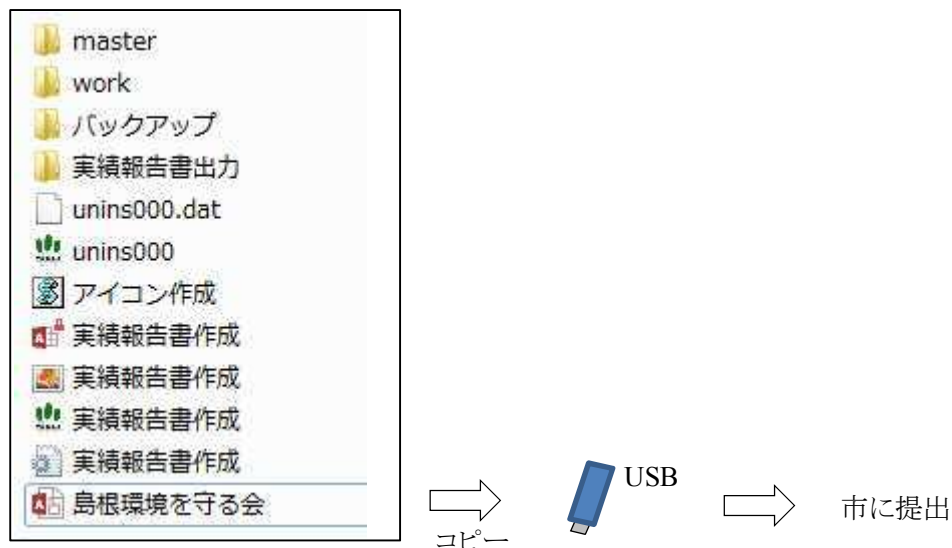 master
work
バックアップ
実績報告書出力
unins000.dat
unins000
アイコン作成
実績報告書作成
実績報告書作成
実績報告書作成
実績報告書作成
島根環境を守る会
コピー
USB
市に提出